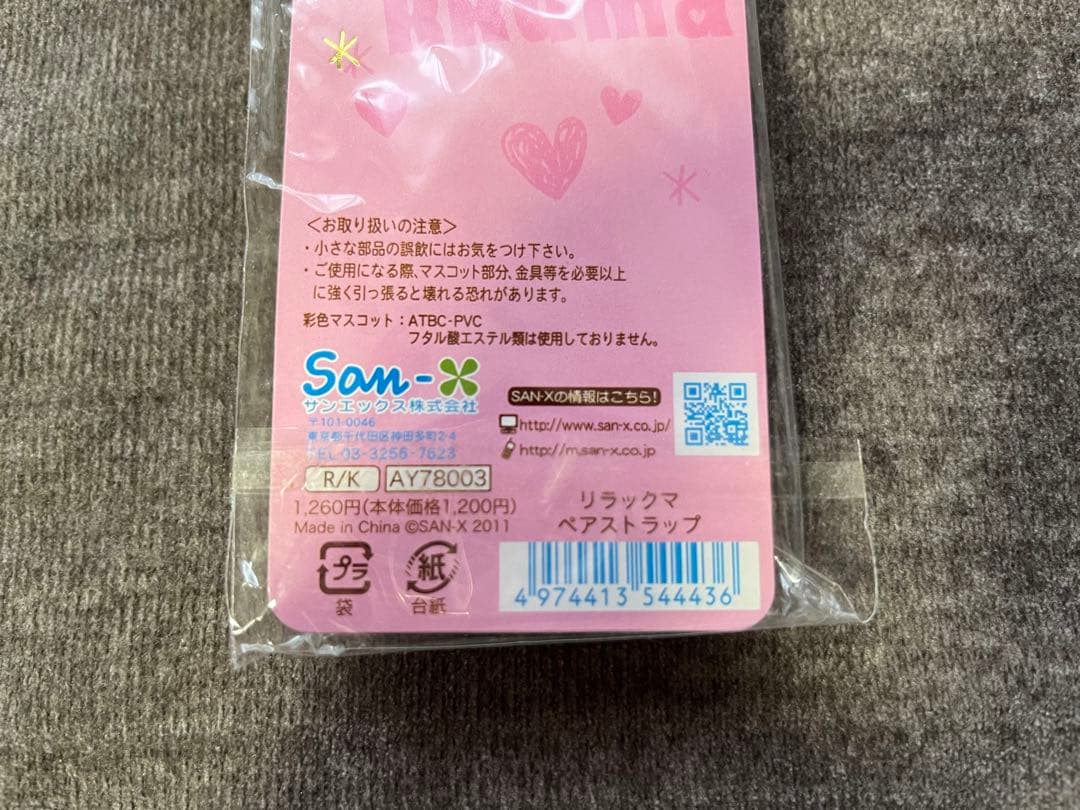 ＜お取り扱いの注意＞
・小さな部品の誤飲にはお気をつけ下さい。
・ご使用になる際、マスコット部分、金具等を必要以上
に強く引っ張ると壊れる恐れがあります。
彩色マスコット：ATBC-PVC
フタル酸エステル類は使用しておりません。
San-X
サンエックス株式会社
〒101-0046
東京都千代田区神田多町2-4
TEL 03-3256-7623
SAN-Xの情報はこちら!
http://www.san-x.co.jp/
http://m.san-x.co.jp
R/K AY78003
1,260円(本体価格1,200円)
Made in China ©SAN-X 2011
リラックマ
ペアストラップ
プラ
袋
紙
台紙
4 974413 544436